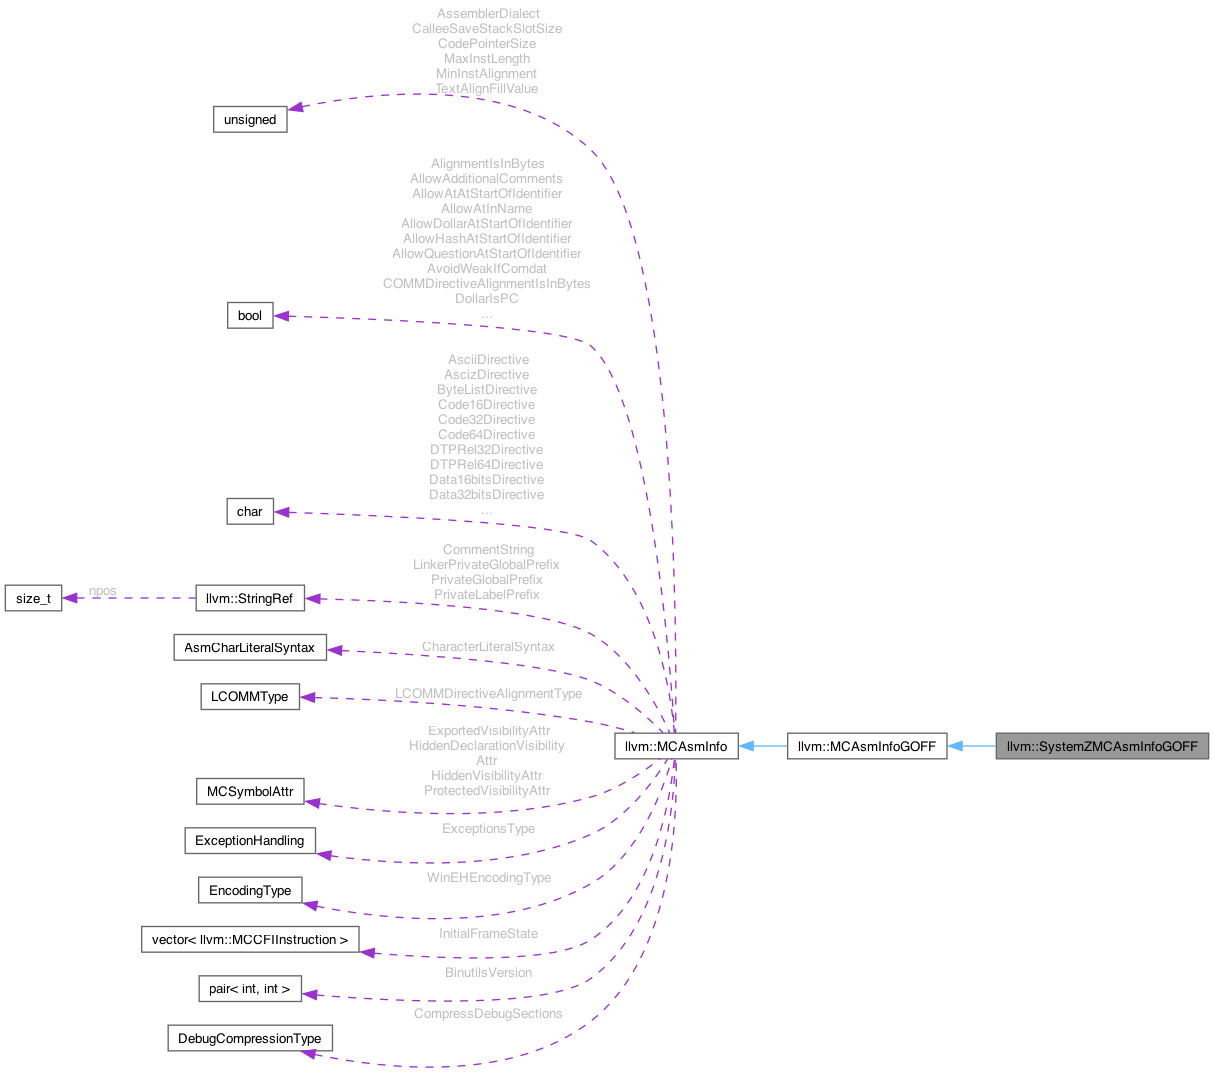 AssemblerDialect
CalleeSaveStackSlotSize
CodePointerSize
MaxInstLength
MinInstAlignment
TextAlignFillValue
unsigned
AlignmentIsInBytes
AllowAdditionalComments
AllowAtAtStartOfIdentifier
AllowAtInName
AllowDollarAtStartOfIdentifier
AllowHashAtStartOfIdentifier
AllowQuestionAtStartOfIdentifier
AvoidWeakIfComdat
COMMDirectiveAlignmentIsInBytes
DollarIsPC
...
bool
AsciiDirective
AscizDirective
ByteListDirective
Code16Directive
Code32Directive
Code64Directive
DTPRel32Directive
DTPRel64Directive
Data16bitsDirective
Data32bitsDirective
...
char
CommentString
LinkerPrivateGlobalPrefix
PrivateGlobalPrefix
PrivateLabelPrefix
size_t
npos
llvm::StringRef
AsmCharLiteralSyntax
CharacterLiteralSyntax
LCOMMType
LCOMMDirectiveAlignmentType
ExportedVisibilityAttr
HiddenDeclarationVisibility
Attr
HiddenVisibilityAttr
ProtectedVisibilityAttr
llvm::MCAsmInfo
llvm::MCAsmInfoGOFF
llvm::SystemZMCAsmInfoGOFF
MCSymbolAttr
ExceptionsType
ExceptionHandling
WinEHEncodingType
EncodingType
InitialFrameState
vector< llvm::MCCFIInstruction >
BinutilsVersion
pair< int, int >
CompressDebugSections
DebugCompressionType